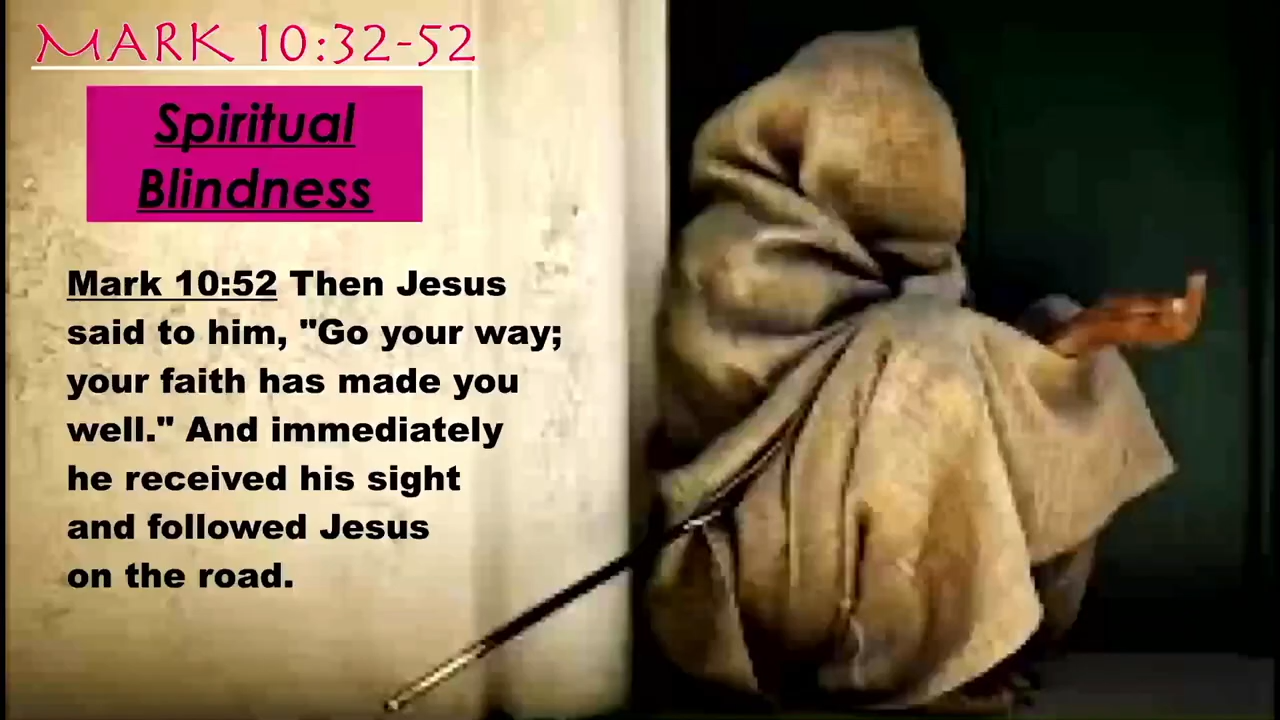 MARK 10:32-52
Spiritual
Blindness
Mark 10:52 Then Jesus
said to him, "Go your way;
your faith has made you
well." And immediately
he received his sight
and followed Jesus
on the road.